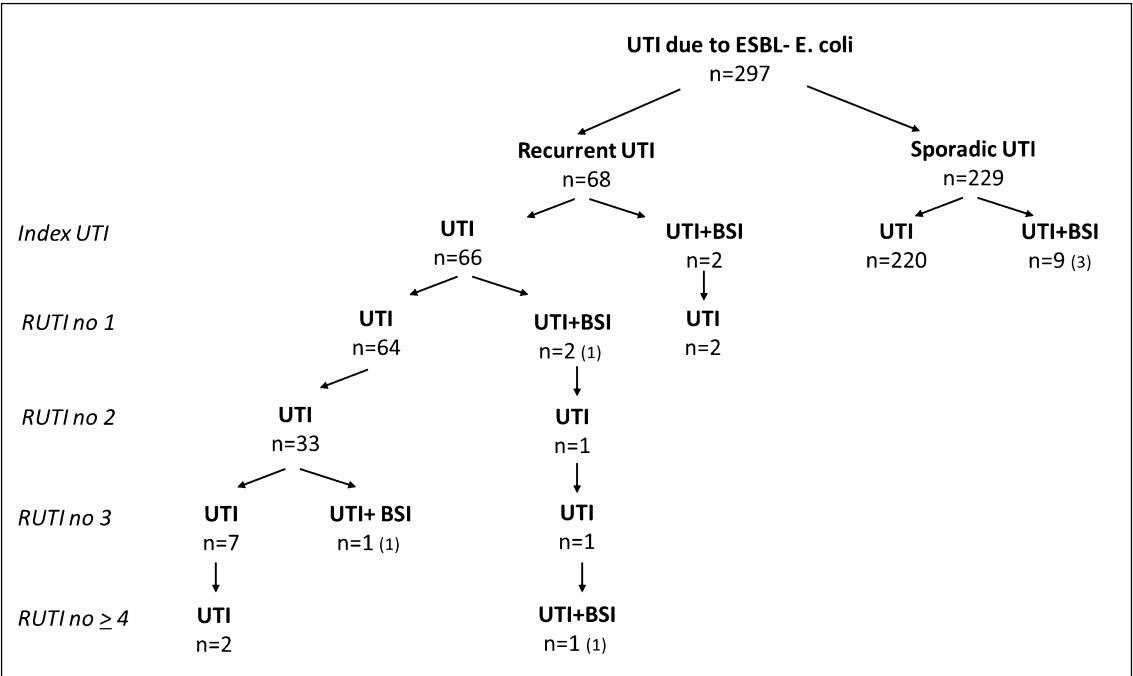 UTI due to ESBL- E. coli
n=297
Recurrent UTI
n=68
Sporadic UTI
n=229
Index UTI
UTI
n=66
UTI+BSI
n=2
UTI
n=220
UTI+BSI
n=9 (3)
RUTI no 1
UTI
n=64
UTI+BSI
n=2 (1)
UTI
n=2
RUTI no 2
UTI
n=33
UTI
n=1
RUTI no 3
UTI
n=7
UTI+ BSI
n=1 (1)
UTI
n=1
RUTI no ≥ 4
UTI
n=2
UTI+BSI
n=1 (1)